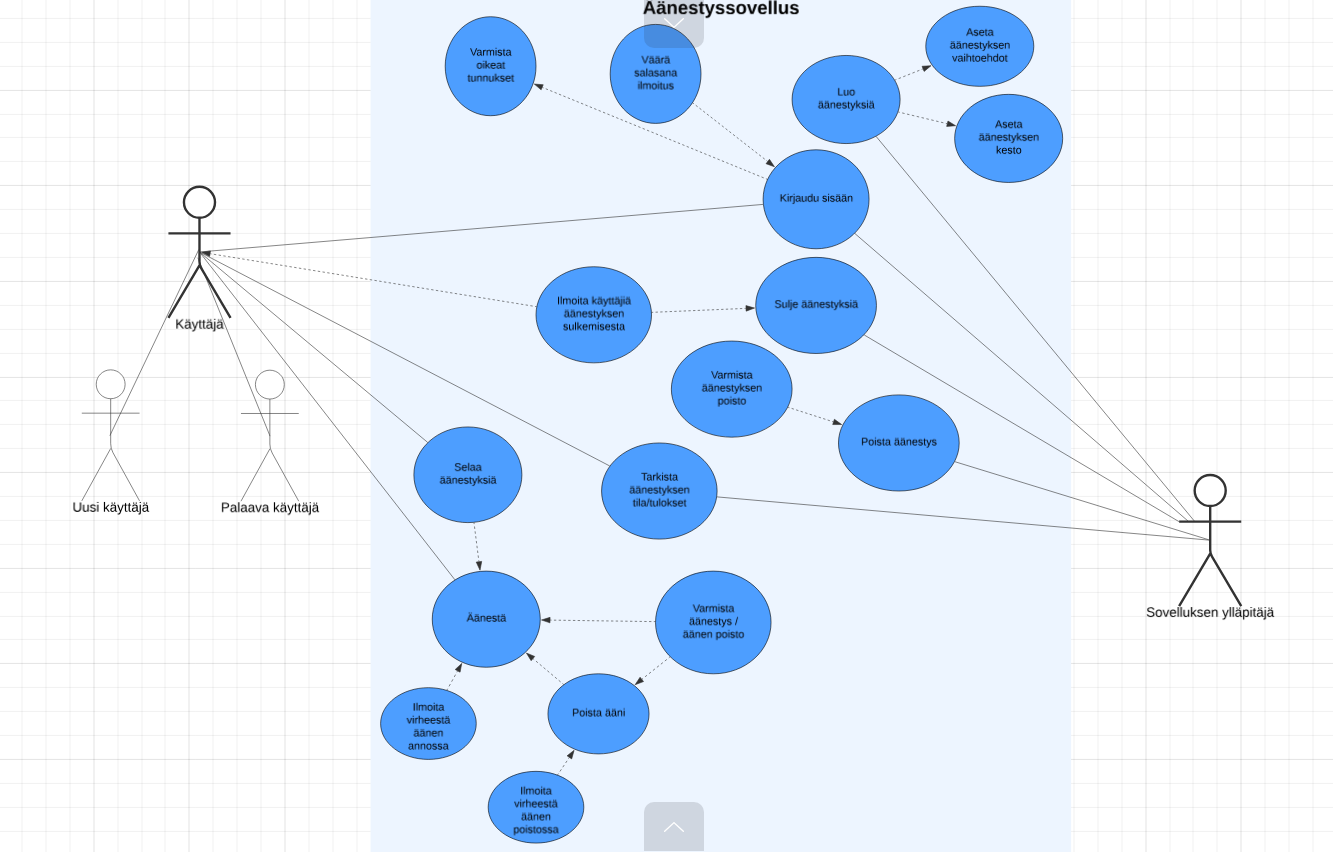 Äänestyssovellus
Varmista
oikeat
tunnukset
Väärä
salasana
ilmoitus
Luo
äänestyksiä
Aseta
äänestyksen
vaihtoehdot
Aseta
äänestyksen
kesto
Kirjaudu sisään
Käyttäjä
Ilmoita käyttäjiä
äänestyksen
sulkemisesta
Sulje äänestyksiä
Varmista
äänestyksen
poisto
Poista äänestys
Uusi käyttäjä
Palaava käyttäjä
Selaa
äänestyksiä
Tarkista
äänestyksen
tila/tulokset
Sovelluksen ylläpitäjä
Äänestä
Varmista
äänestys /
äänen poisto
Ilmoita
virheestä
äänen
annossa
Poista ääni
Ilmoita
virheestä
äänen
poistossa